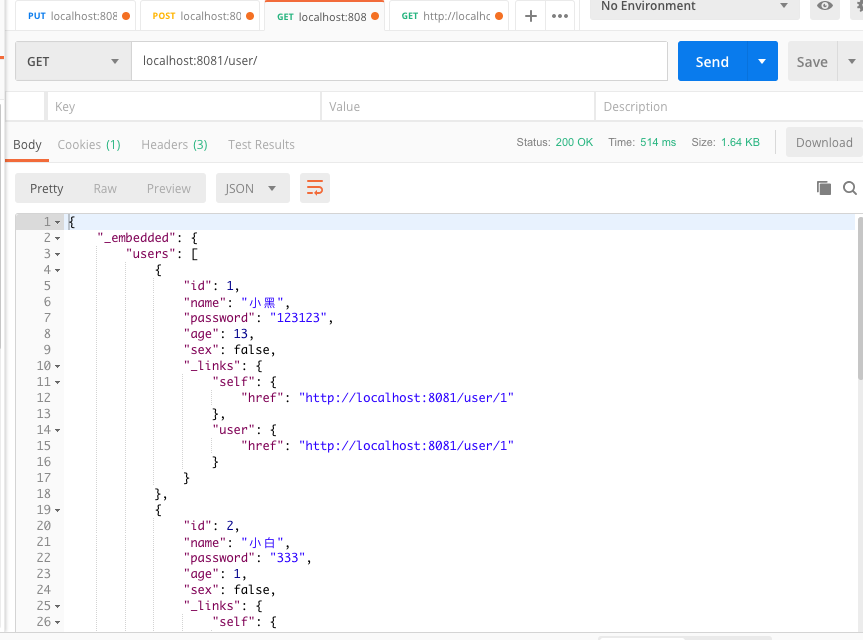 PUT localhost:808 POST localhost:80 GET localhost:808 GET http://localhc No Environment
GET localhost:8081/user/ Send Save
Key Value Description
Body Cookies (1) Headers (3) Test Results Status: 200 OK Time: 514 ms Size: 1.64 KB Download
Pretty Raw Preview JSON
1 {
2 "_embedded": {
3 "users": [
4 {
5 "id": 1,
6 "name": "小黑",
7 "password": "123123",
8 "age": 13,
9 "sex": false,
10 "_links": {
11 "self": {
12 "href": "http://localhost:8081/user/1"
13 },
14 "user": {
15 "href": "http://localhost:8081/user/1"
16 }
17 }
18 },
19 {
20 "id": 2,
21 "name": "小白",
22 "password": "333",
23 "age": 1,
24 "sex": false,
25 "_links": {
26 "self": {